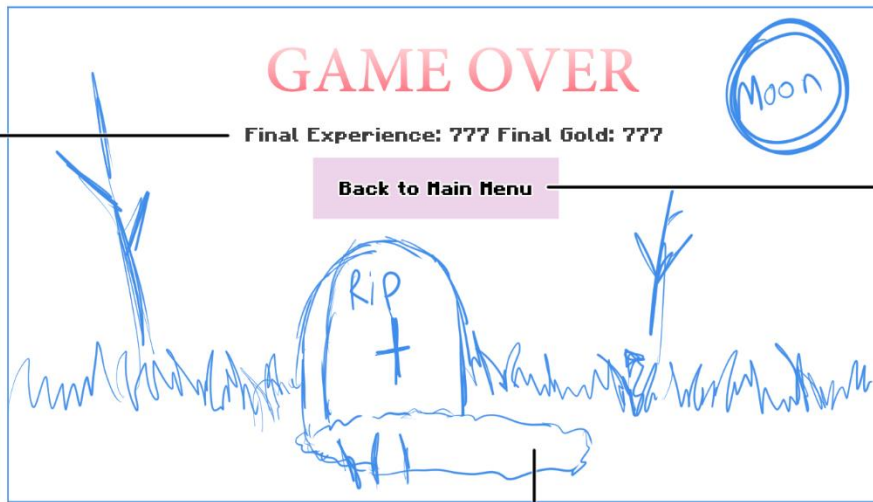 GAME OVER
Moon
Final Experience: 777 Final Gold: 777
Back to Main Menu
Rip